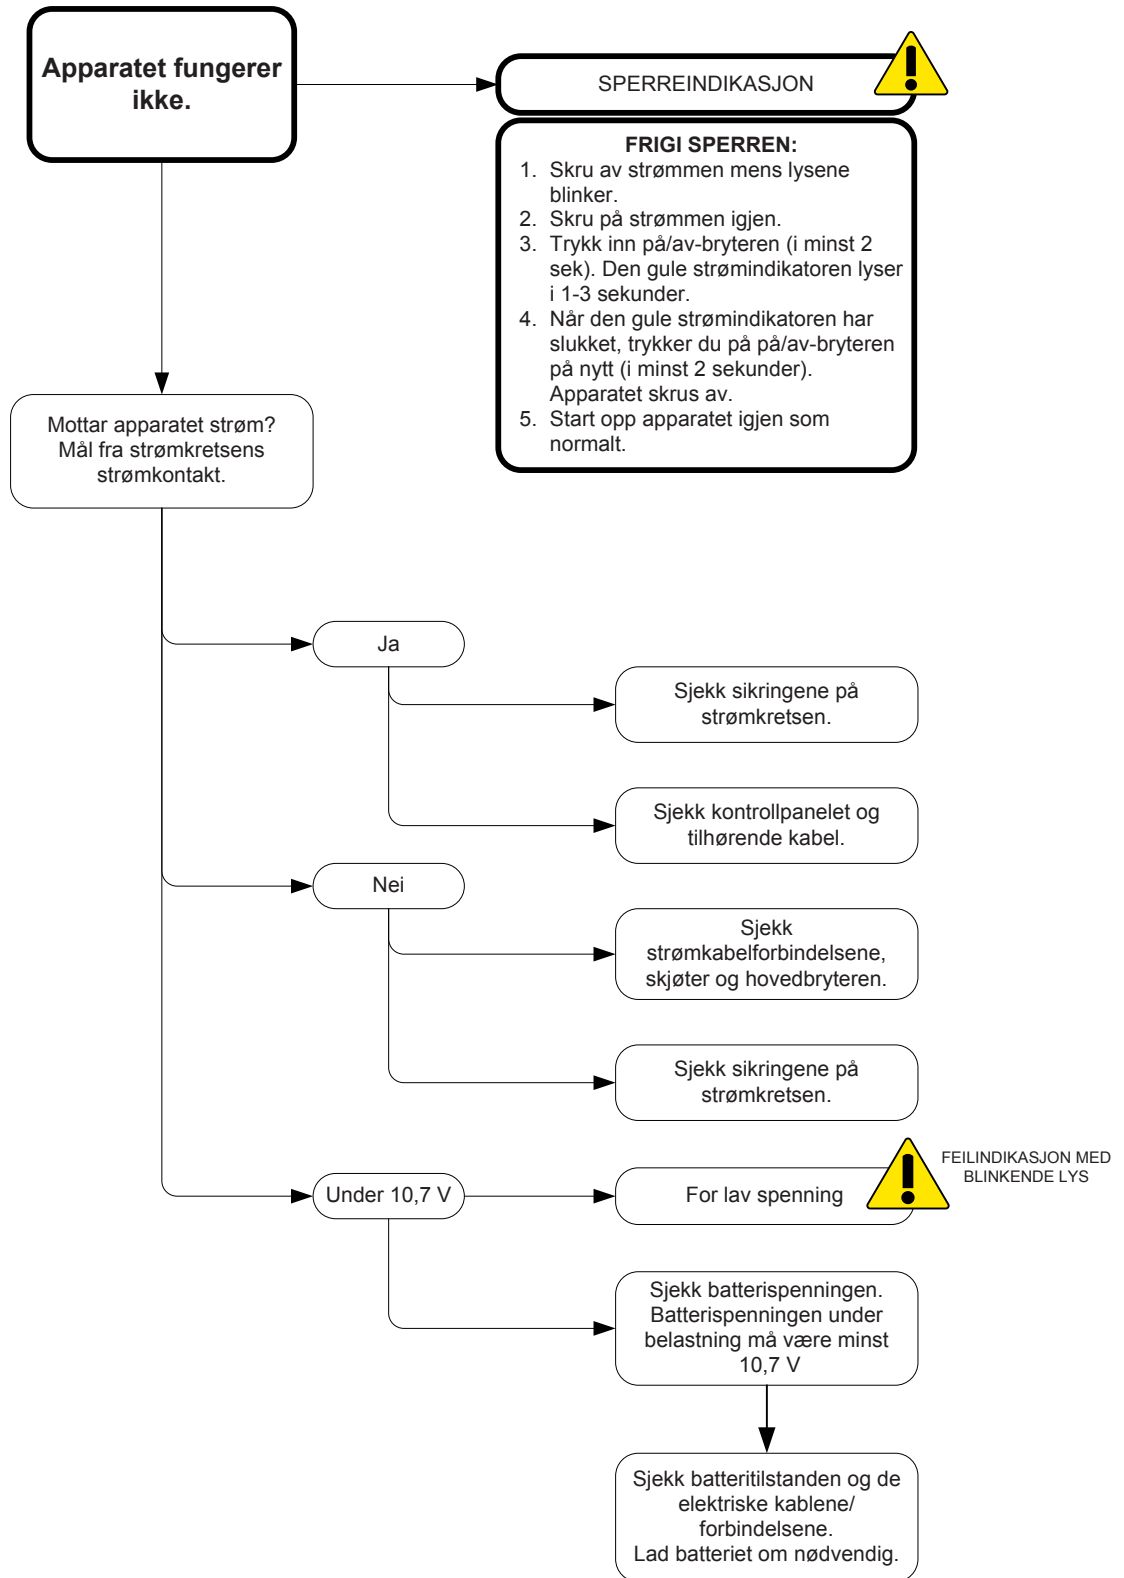 Apparatet fungerer
ikke.
SPERREINDIKASJON
FRIGI SPERREN:
1. Skru av strømmen mens lysene
blinker.
2. Skru på strømmen igjen.
3. Trykk inn på/av-bryteren (i minst 2
sek). Den gule strømindikatoren lyser
i 1-3 sekunder.
4. Når den gule strømindikatoren har
slukket, trykker du på på/av-bryteren
på nytt (i minst 2 sekunder).
Apparatet skrus av.
5. Start opp apparatet igjen som
normalt.
Mottar apparatet strøm?
Mål fra strømkretsens
strømkontakt.
Ja
Sjekk sikringene på
strømkretsen.
Sjekk kontrollpanelet og
tilhørende kabel.
Nei
Sjekk
strømkabelforbindelsene,
skjøter og hovedbryteren.
Sjekk sikringene på
strømkretsen.
Under 10,7 V
For lav spenning
FEILINDIKASJON MED
BLINKENDE LYS
Sjekk batterispenningen.
Batterispenningen under
belastning må være minst
10,7 V
Sjekk batteritilstanden og de
elektriske kablene/
forbindelsene.
Lad batteriet om nødvendig.